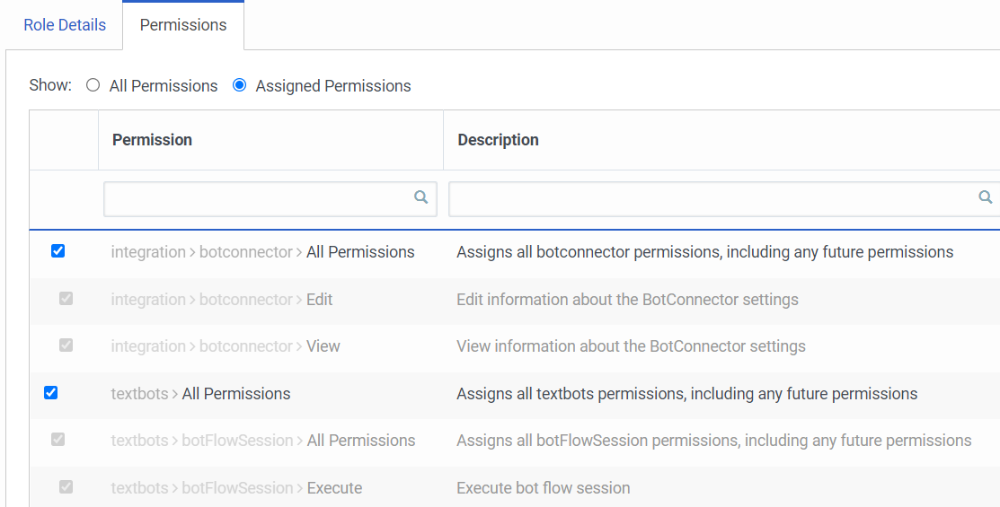 Role Details Permissions
Show: All Permissions Assigned Permissions
Permission Description
integration > botconnector > All Permissions Assigns all botconnector permissions, including any future permissions
integration > botconnector > Edit Edit information about the BotConnector settings
integration > botconnector > View View information about the BotConnector settings
textbots > All Permissions Assigns all textbots permissions, including any future permissions
textbots > botFlowSession > All Permissions Assigns all botFlowSession permissions, including any future permissions
textbots > botFlowSession > Execute Execute bot flow session